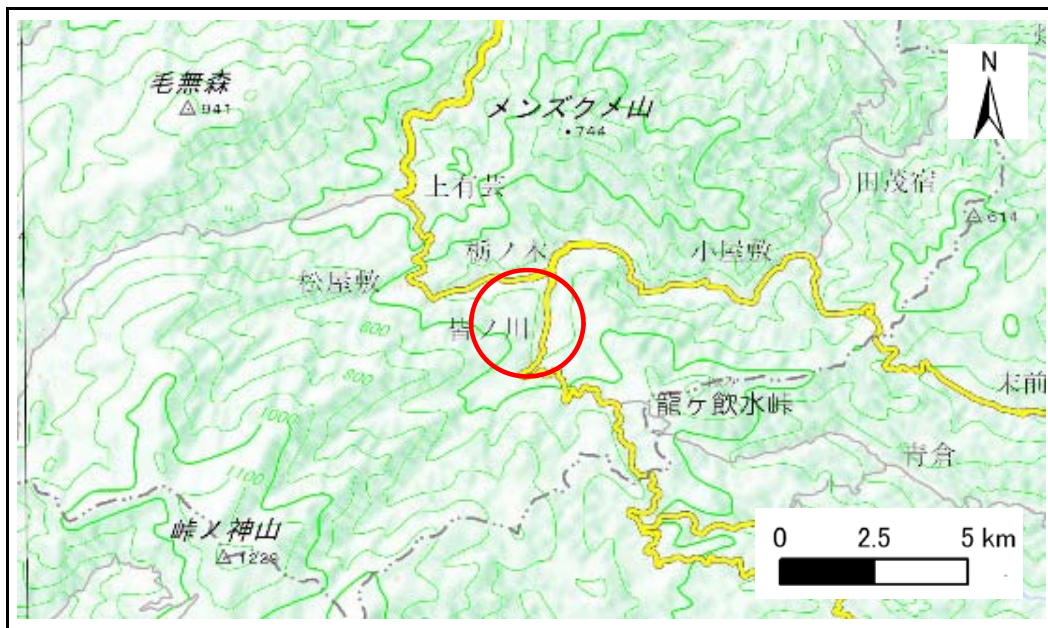 毛無森
941
メンズクメ山
744
N
田茂宿
614
上有芸
栃ノ木
小屋敷
松屋敷
600
皆ノ川
800
末前
1000
龍ヶ飲水峠
青倉
1100
峠ノ神山
1229
0 2.5 5 km